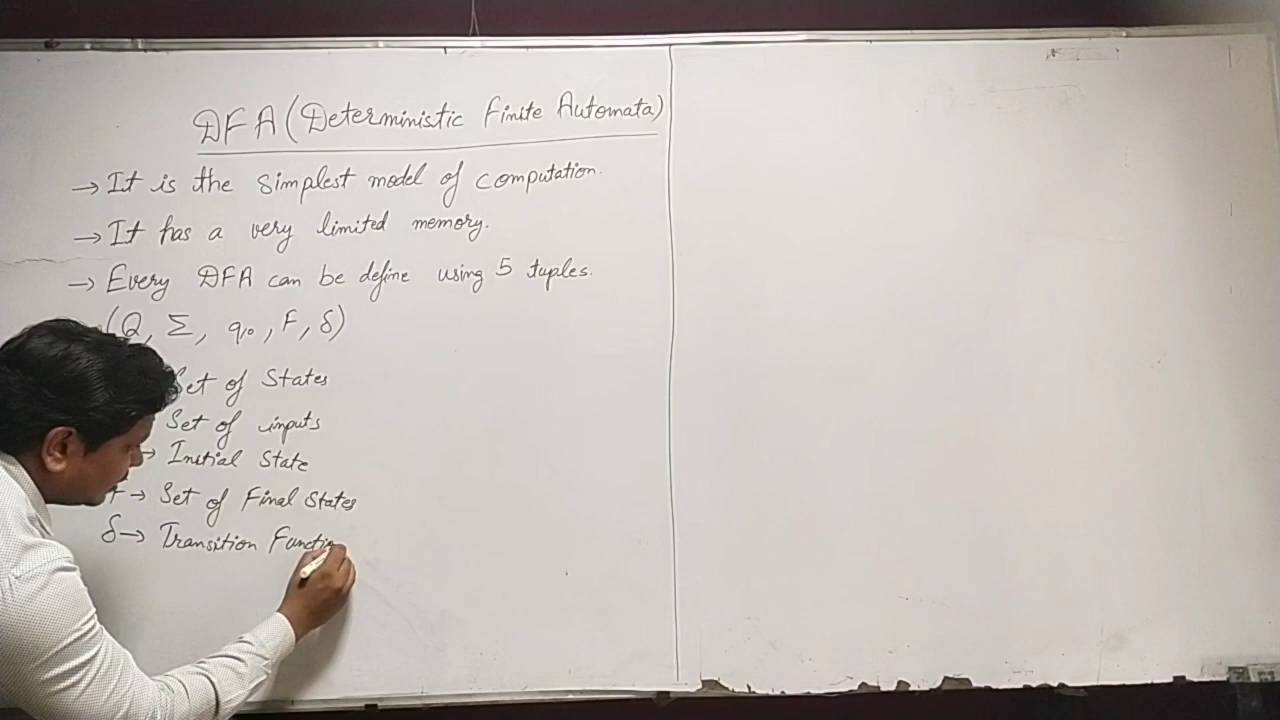 DFA (Deterministic Finite Automata)
→ It is the simplest model of computation.
→ It has a very limited memory.
→ Every DFA can be define using 5 tuples.
(Q, Σ, q0, F, δ)
Set of States
Set of inputs
→ Initial State
F → Set of Final States
δ → Transition Functio